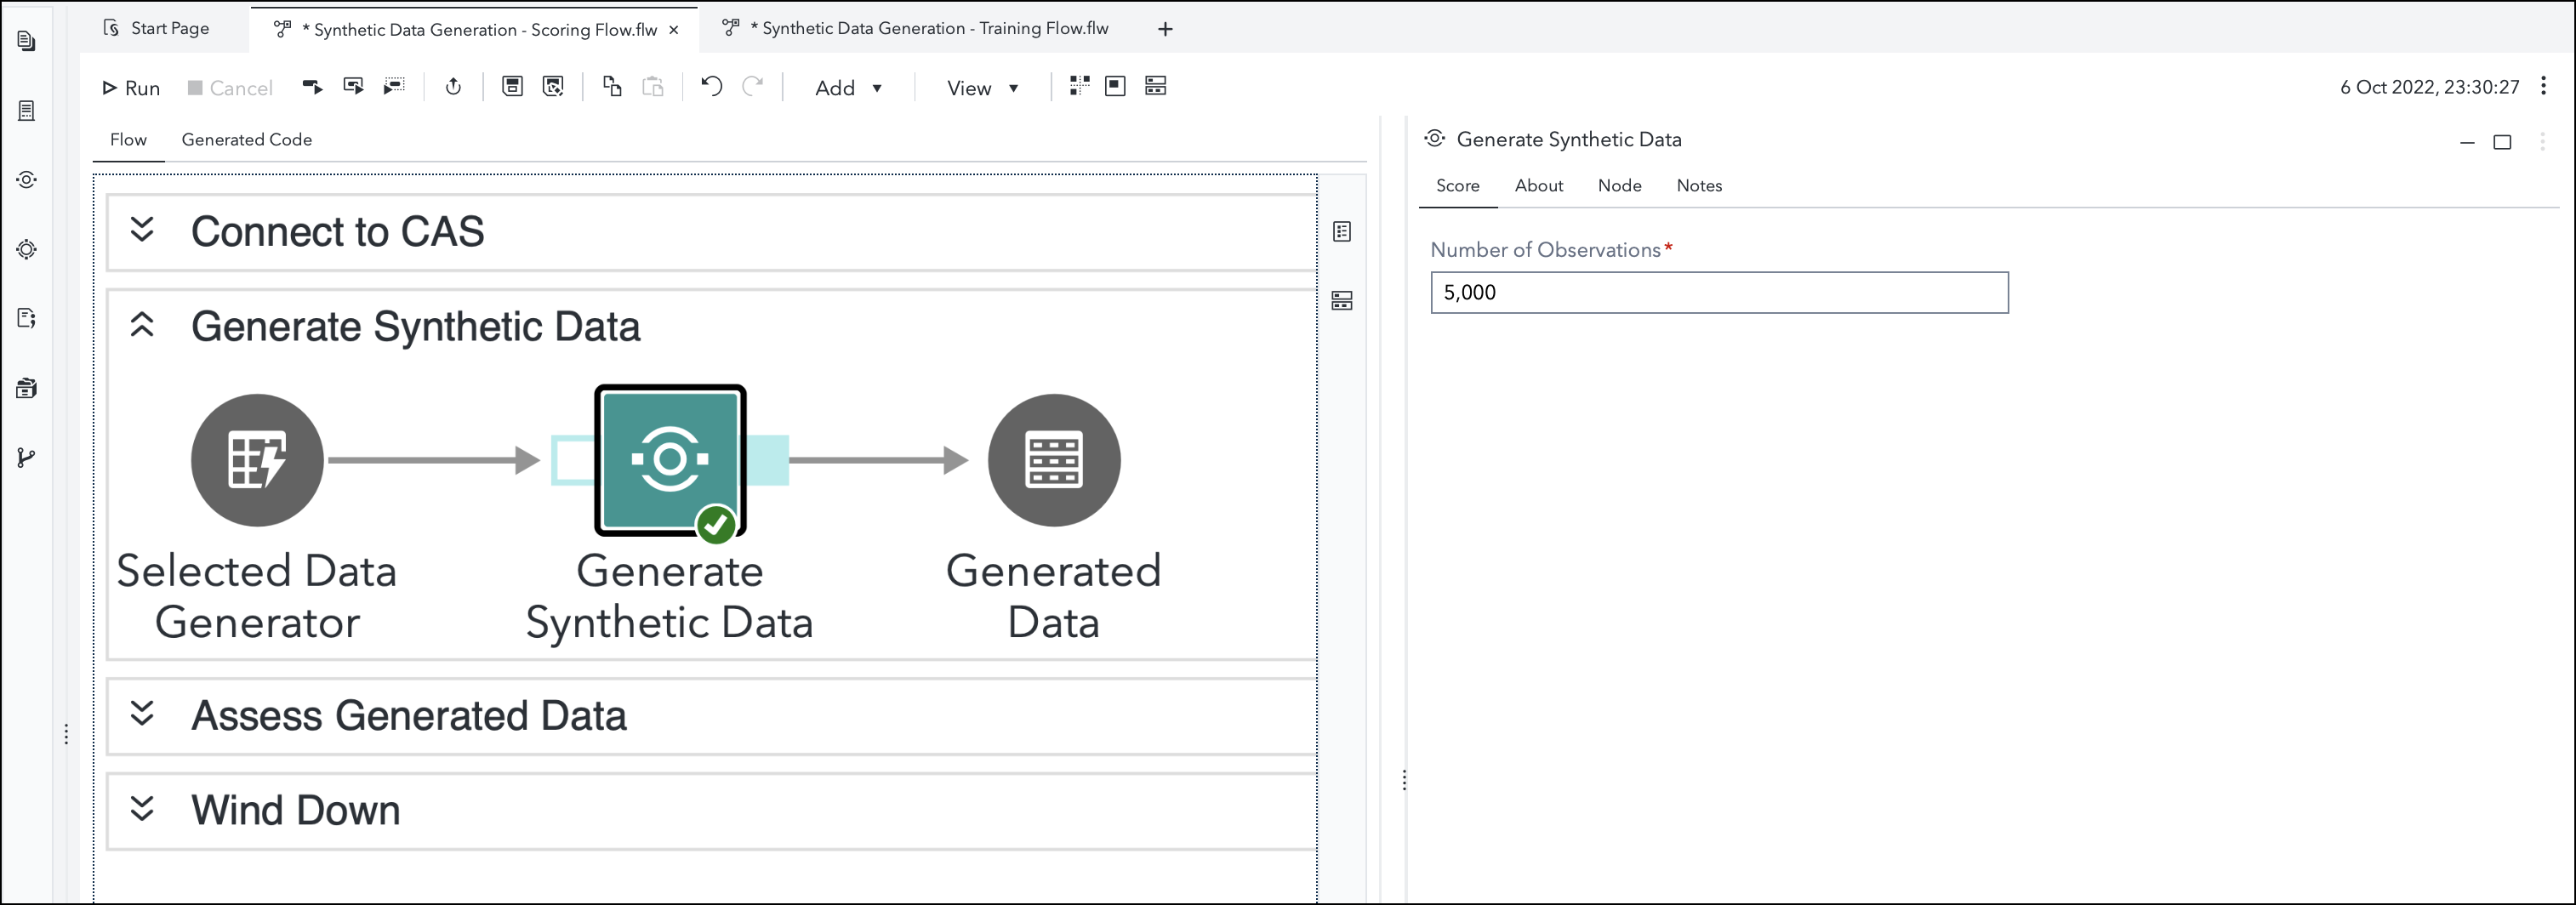 Start Page
* Synthetic Data Generation - Scoring Flow.flw
* Synthetic Data Generation - Training Flow.flw
Run
Cancel
Add
View
6 Oct 2022, 23:30:27
Flow
Generated Code
Connect to CAS
Generate Synthetic Data
Selected Data
Generator
Generate
Synthetic Data
Generated
Data
Assess Generated Data
Wind Down
Generate Synthetic Data
Score
About
Node
Notes
Number of Observations*
5,000